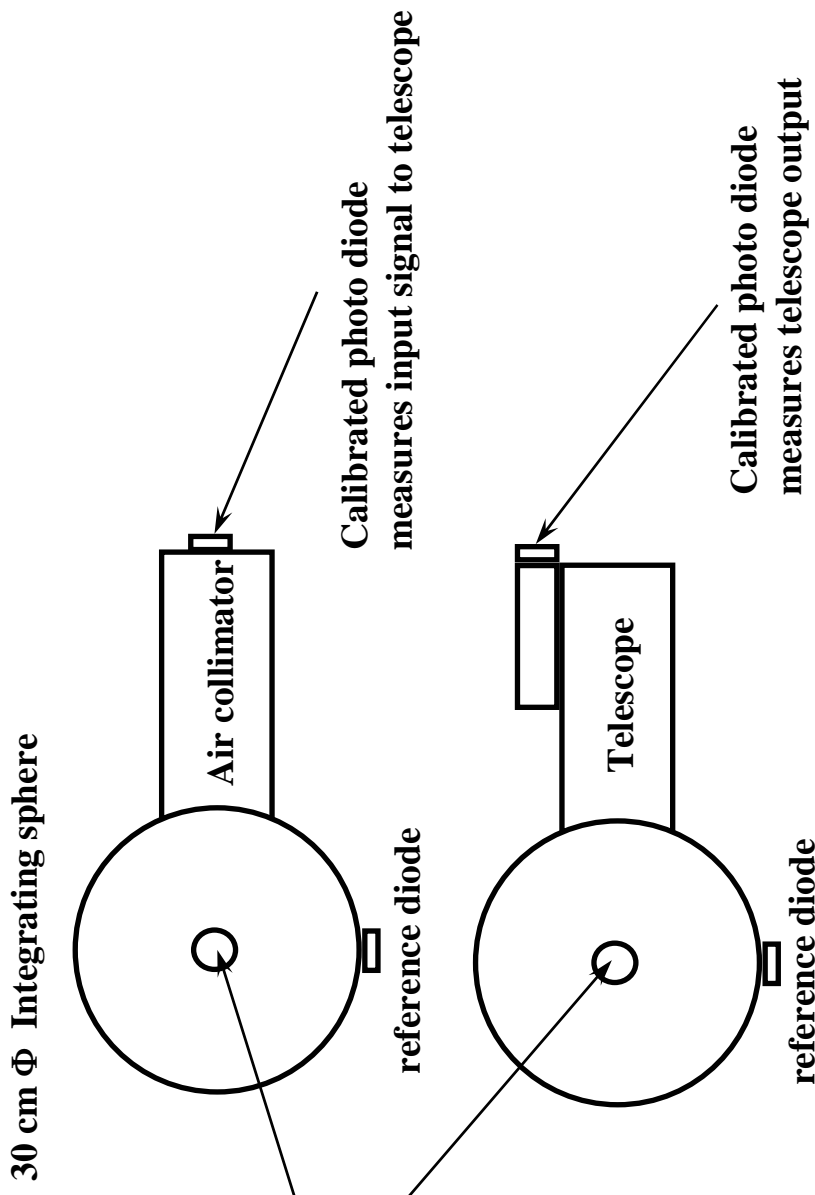 30 cm Φ Integrating sphere
Air collimator
Calibrated photo diode
measures input signal to telescope
reference diode
Telescope
Calibrated photo diode
measures telescope output
reference diode